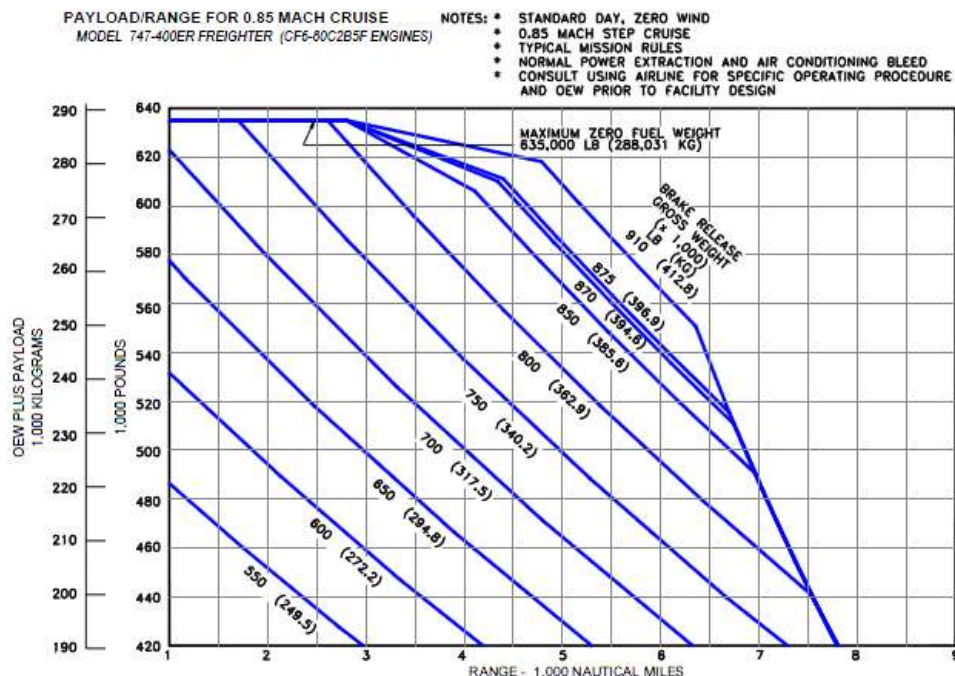 PAYLOAD/RANGE FOR 0.85 MACH CRUISE
MODEL 747-400ER FREIGHTER (CF6-80C2B5F ENGINES)
NOTES: * STANDARD DAY, ZERO WIND
* 0.85 MACH STEP CRUISE
* TYPICAL MISSION RULES
* NORMAL POWER EXTRACTION AND AIR CONDITIONING BLEED
* CONSULT USING AIRLINE FOR SPECIFIC OPERATING PROCEDURE
AND OEW PRIOR TO FACILITY DESIGN
OEW PLUS PAYLOAD
1,000 KILOGRAMS
290
280
270
260
250
240
230
220
210
200
190
1,000 POUNDS
640
620
600
580
560
540
520
500
480
460
440
420
MAXIMUM ZERO FUEL WEIGHT
635,000 LB (288,031 KG)
BRAKE RELEASE
GROSS WEIGHT
(x 1,000)
LB (KG)
910 (412.8)
875 (396.9)
870 (394.6)
850 (385.6)
800 (362.9)
750 (340.2)
700 (317.5)
650 (294.8)
600 (272.2)
550 (249.5)
1 2 3 4 5 6 7 8 9
RANGE - 1,000 NAUTICAL MILES